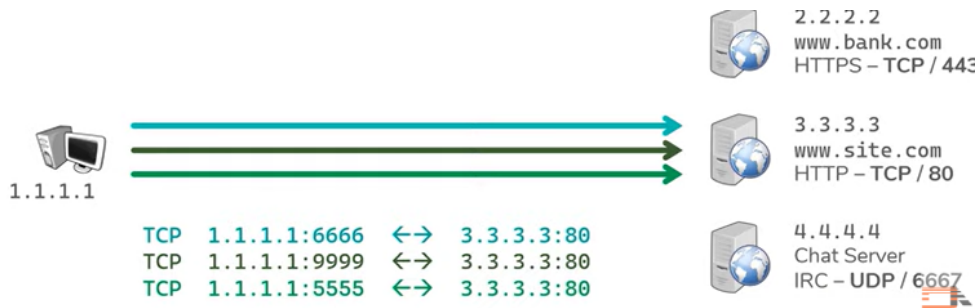 2.2.2.2
www.bank.com
HTTPS – TCP / 443
3.3.3.3
www.site.com
HTTP – TCP / 80
1.1.1.1
TCP 1.1.1.1:6666 ←→ 3.3.3.3:80
TCP 1.1.1.1:9999 ←→ 3.3.3.3:80
TCP 1.1.1.1:5555 ←→ 3.3.3.3:80
4.4.4.4
Chat Server
IRC – UDP / 6667